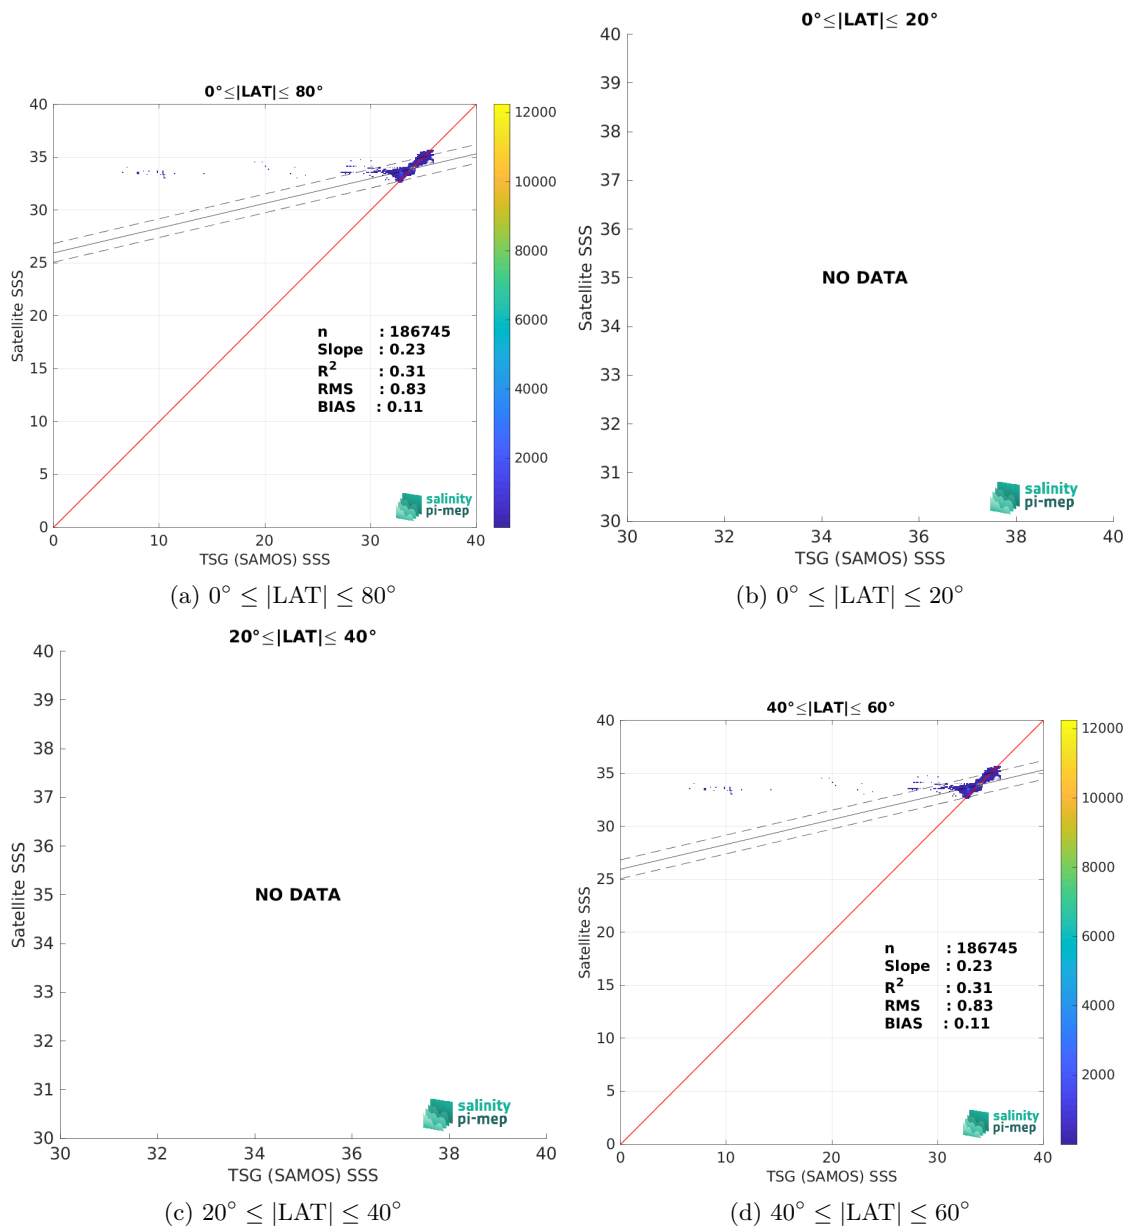 0°≤|LAT|≤ 80°
40
35
30
25
20
15
10
5
0
Satellite SSS
n : 186745
Slope : 0.23
R² : 0.31
RMS : 0.83
BIAS : 0.11
salinity
pi-mep
0 10 20 30 40
TSG (SAMOS) SSS
12000
10000
8000
6000
4000
2000
(a) 0° ≤ |LAT| ≤ 80°
0°≤|LAT|≤ 20°
40
39
38
37
36
35
34
33
32
31
30
Satellite SSS
NO DATA
salinity
pi-mep
30 32 34 36 38 40
TSG (SAMOS) SSS
(b) 0° ≤ |LAT| ≤ 20°
20°≤|LAT|≤ 40°
40
39
38
37
36
35
34
33
32
31
30
Satellite SSS
NO DATA
salinity
pi-mep
30 32 34 36 38 40
TSG (SAMOS) SSS
(c) 20° ≤ |LAT| ≤ 40°
40°≤|LAT|≤ 60°
40
35
30
25
20
15
10
5
0
Satellite SSS
n : 186745
Slope : 0.23
R² : 0.31
RMS : 0.83
BIAS : 0.11
salinity
pi-mep
0 10 20 30 40
TSG (SAMOS) SSS
12000
10000
8000
6000
4000
2000
(d) 40° ≤ |LAT| ≤ 60°